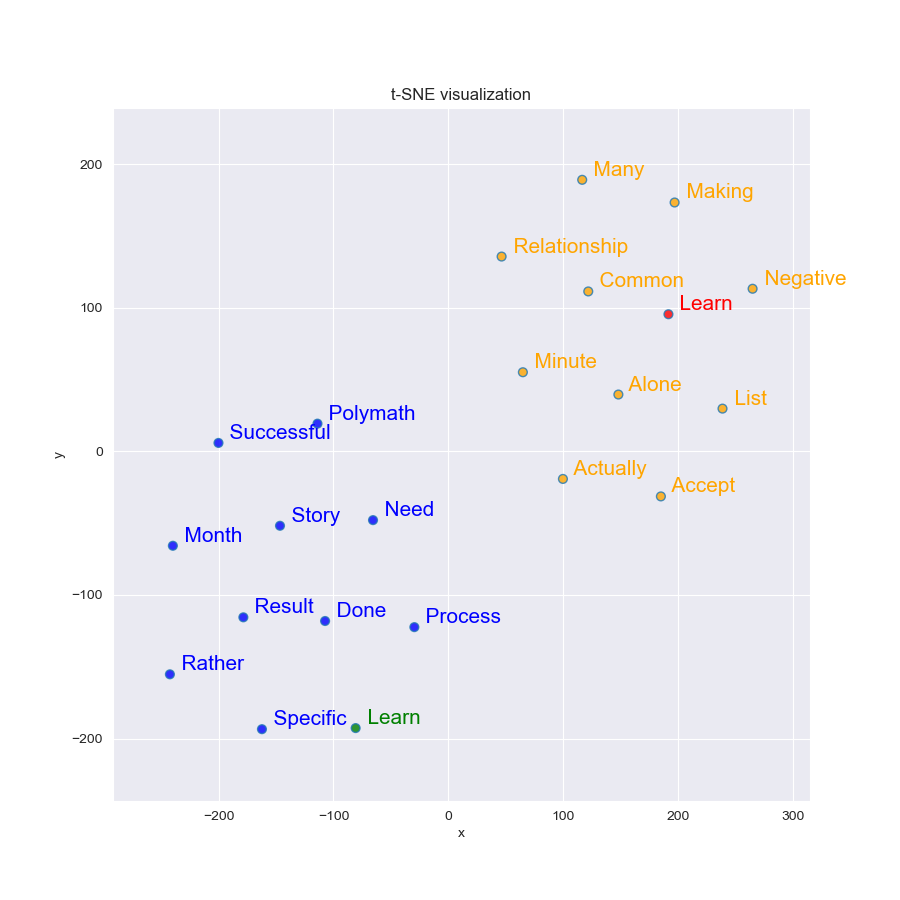 t-SNE visualization
200
Many
Making
Relationship
Common
Negative
100
Learn
Minute
Alone
List
Polymath
Successful
0
Actually
Accept
Need
Story
Month
−100
Result
Done
Process
Rather
Specific
Learn
−200
−200
−100
0
100
200
300
x
y